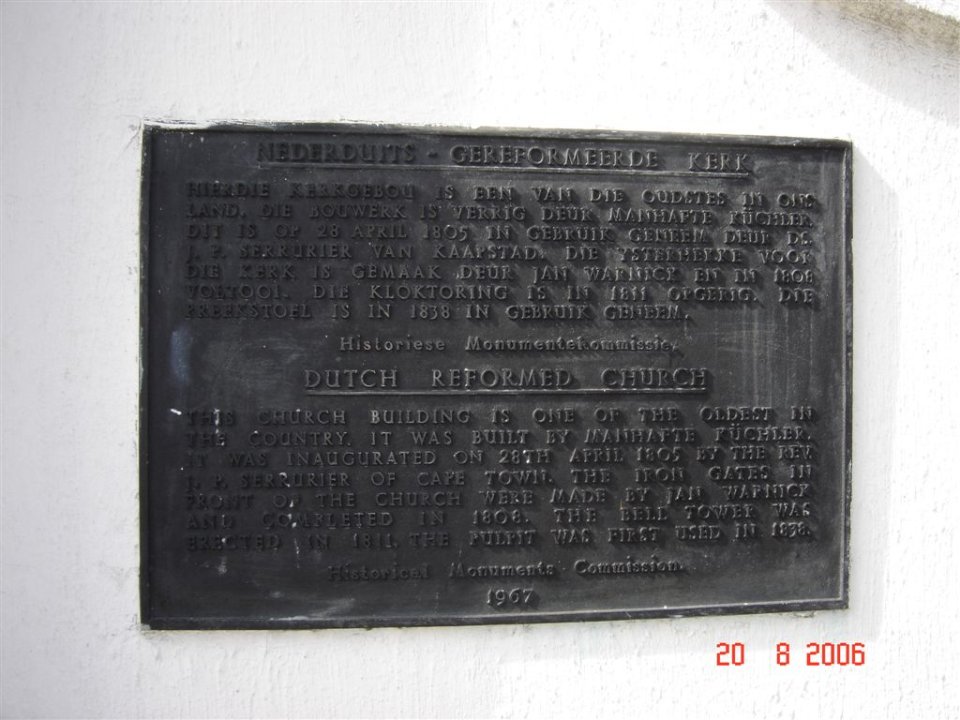 NEDERDUITS - GEREFORMEERDE KERK
HIERDIE KERKGEBOU IS EEN VAN DIE OUDSTES IN ONS
LAND. DIE BOUWERK IS VERRIG DEUR MANHAFTE KÜCHLER.
DIT IS OP 28 APRIL 1805 IN GEBRUIK GENEEM DEUR DS.
J. P. SERRURIER VAN KAAPSTAD. DIE YSTERHEKKE VOOR
DIE KERK IS GEMAAK DEUR JAN WARNICK EN IN 1808
VOLTOOI. DIE KLOKTORING IS IN 1811 OPGERIG. DIE
PREEKSTOEL IS IN 1838 IN GEBRUIK GENEEM.
Historiese Monumentekommissie
DUTCH REFORMED CHURCH
THIS CHURCH BUILDING IS ONE OF THE OLDEST IN
THE COUNTRY. IT WAS BUILT BY MANHAFTE KÜCHLER.
IT WAS INAUGURATED ON 28TH APRIL 1805 BY THE REV.
J. P. SERRURIER OF CAPE TOWN. THE IRON GATES IN
FRONT OF THE CHURCH WERE MADE BY JAN WARNICK
AND COMPLETED IN 1808. THE BELL TOWER WAS
ERECTED IN 1811. THE PULPIT WAS FIRST USED IN 1838.
Historical Monuments Commission
1967
20 8 2006